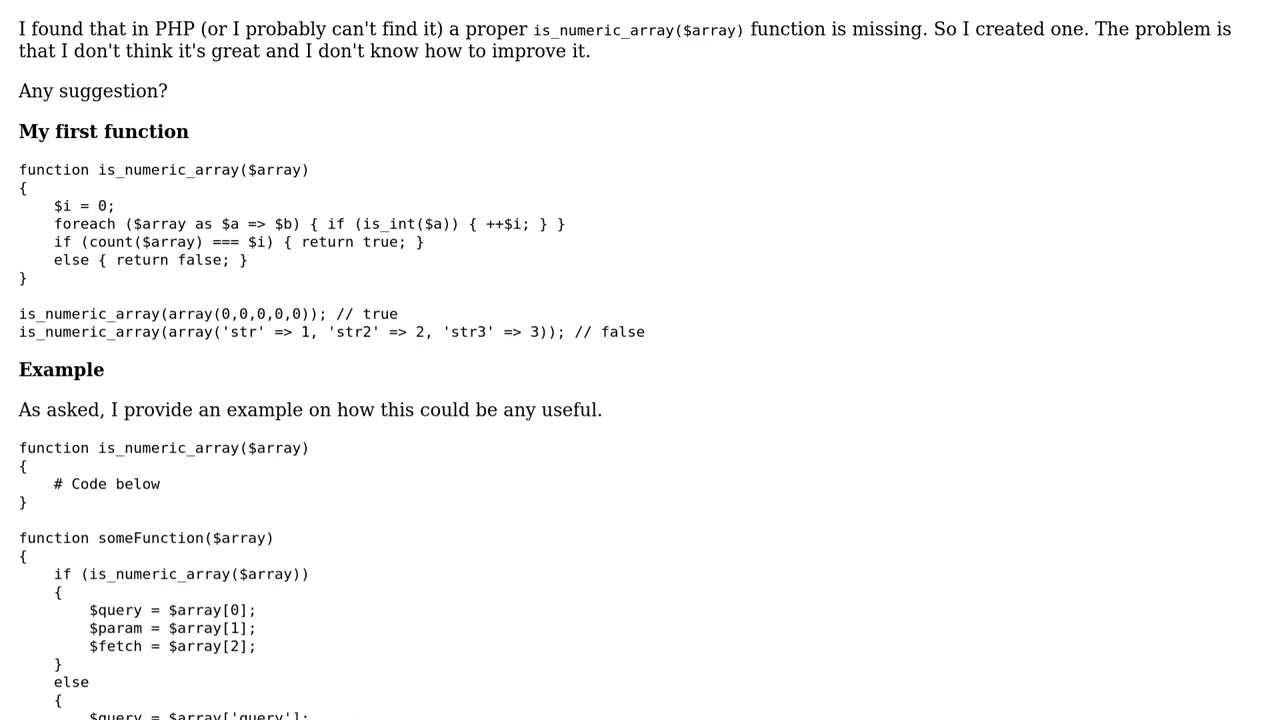 I found that in PHP (or I probably can't find it) a proper is_numeric_array($array) function is missing. So I created one. The problem is
that I don't think it's great and I don't know how to improve it.
Any suggestion?
My first function
function is_numeric_array($array)
{
    $i = 0;
    foreach ($array as $a => $b) { if (is_int($a)) { ++$i; } }
    if (count($array) === $i) { return true; }
    else { return false; }
}
is_numeric_array(array(0,0,0,0,0)); // true
is_numeric_array(array('str' => 1, 'str2' => 2, 'str3' => 3)); // false
Example
As asked, I provide an example on how this could be any useful.
function is_numeric_array($array)
{
    # Code below
}
function someFunction($array)
{
    if (is_numeric_array($array))
    {
        $query = $array[0];
        $param = $array[1];
        $fetch = $array[2];
    }
    else
    {
        $query = $array['query'];